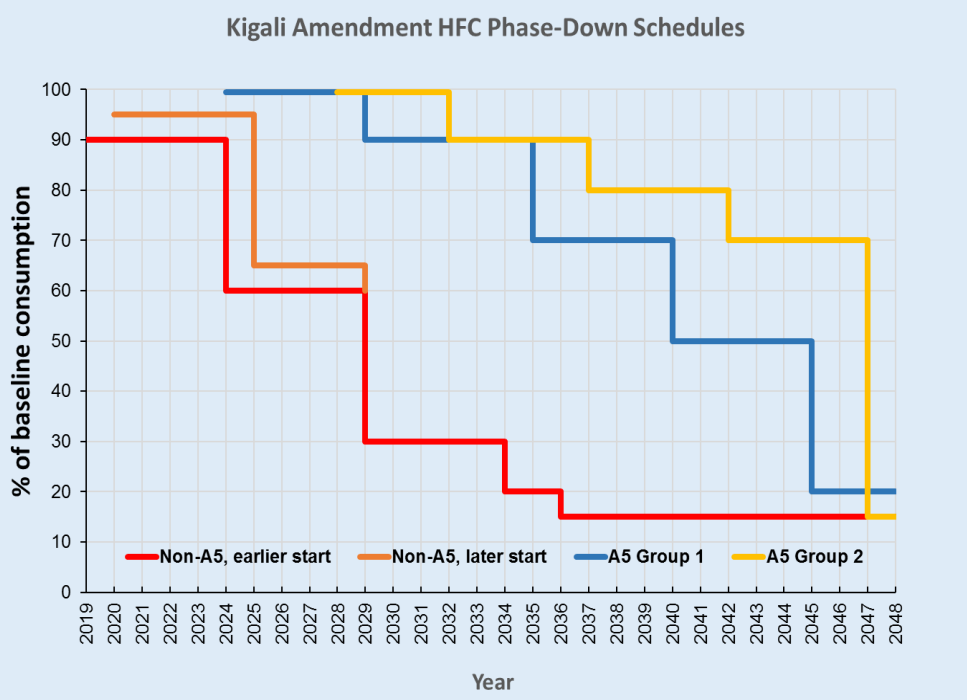 Kigali Amendment HFC Phase-Down Schedules
% of baseline consumption
100
90
80
70
60
50
40
30
20
10
0
Non-A5, earlier start Non-A5, later start A5 Group 1 A5 Group 2
2019 2020 2021 2022 2023 2024 2025 2026 2027 2028 2029 2030 2031 2032 2033 2034 2035 2036 2037 2038 2039 2040 2041 2042 2043 2044 2045 2046 2047 2048
Year